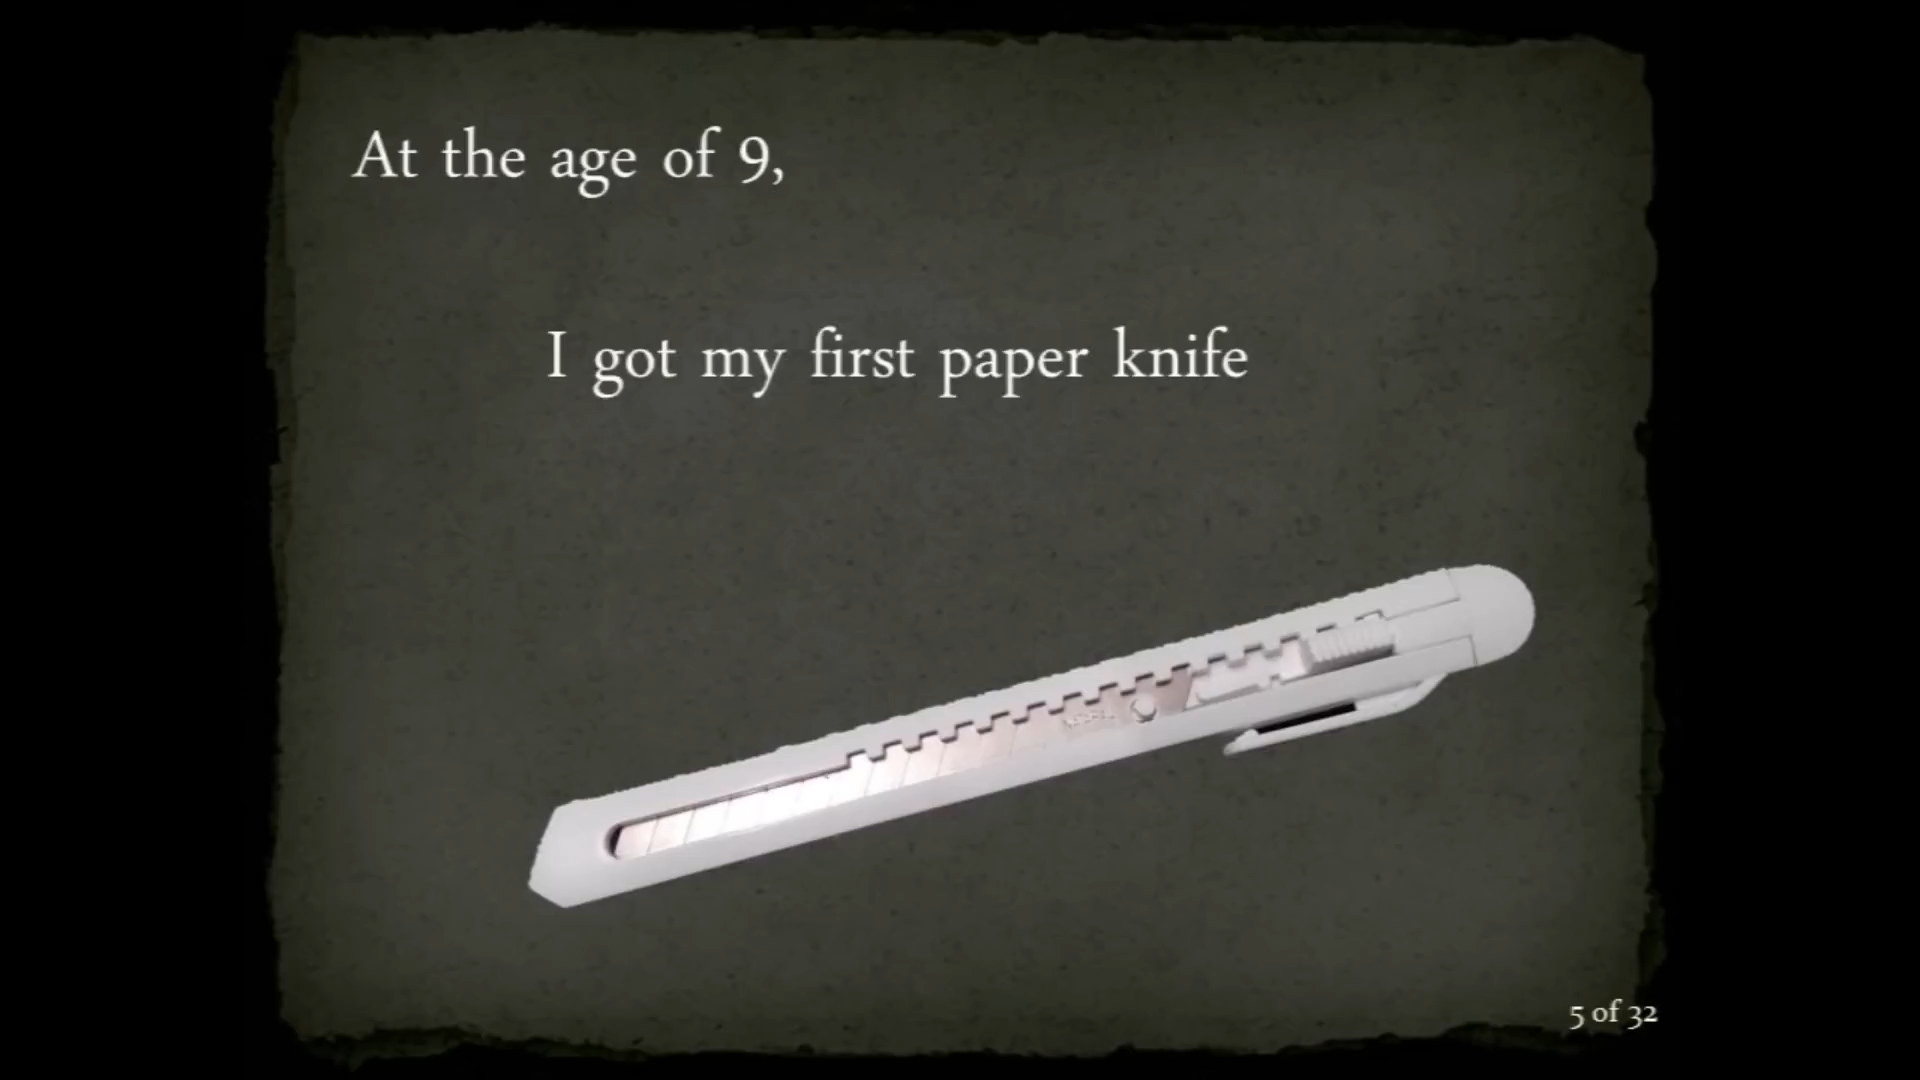 At the age of 9,
I got my first paper knife
5 of 32